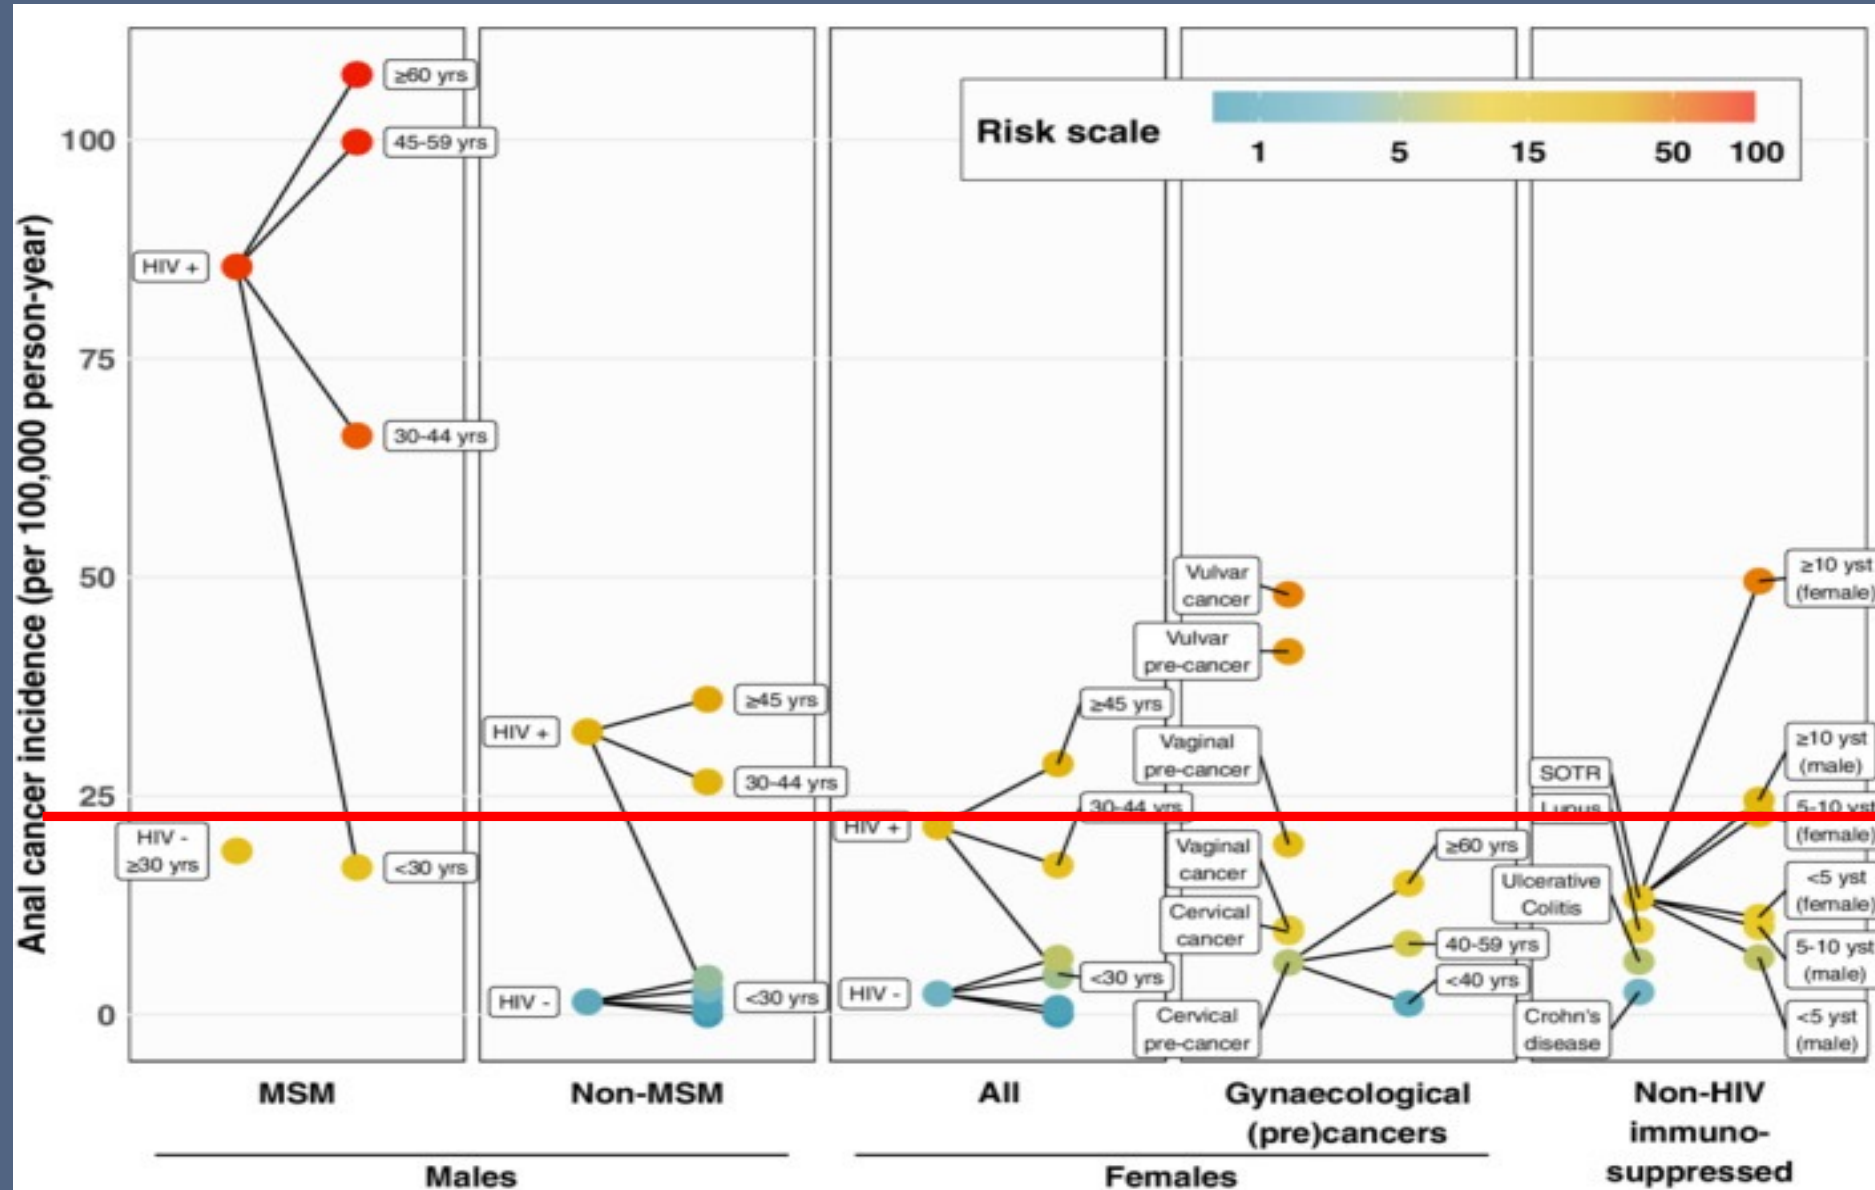 Anal cancer incidence (per 100,000 person-year)
100
75
50
25
0
Risk scale
1 5 15 50 100
≥60 yrs
45-59 yrs
HIV +
30-44 yrs
HIV -
≥30 yrs
<30 yrs
MSM
≥45 yrs
HIV +
30-44 yrs
HIV -
<30 yrs
Non-MSM
Males
≥45 yrs
30-44 yrs
HIV +
<30 yrs
HIV -
All
Vulvar
cancer
Vulvar
pre-cancer
Vaginal
pre-cancer
Vaginal
cancer
Cervical
cancer
Cervical
pre-cancer
≥60 yrs
40-59 yrs
<40 yrs
Gynaecological
(pre)cancers
Females
SOTR
Lupus
Ulcerative
Colitis
Crohn's
disease
≥10 yst
(female)
≥10 yst
(male)
5-10 yst
(female)
<5 yst
(female)
5-10 yst
(male)
<5 yst
(male)
Non-HIV
immuno-
suppressed